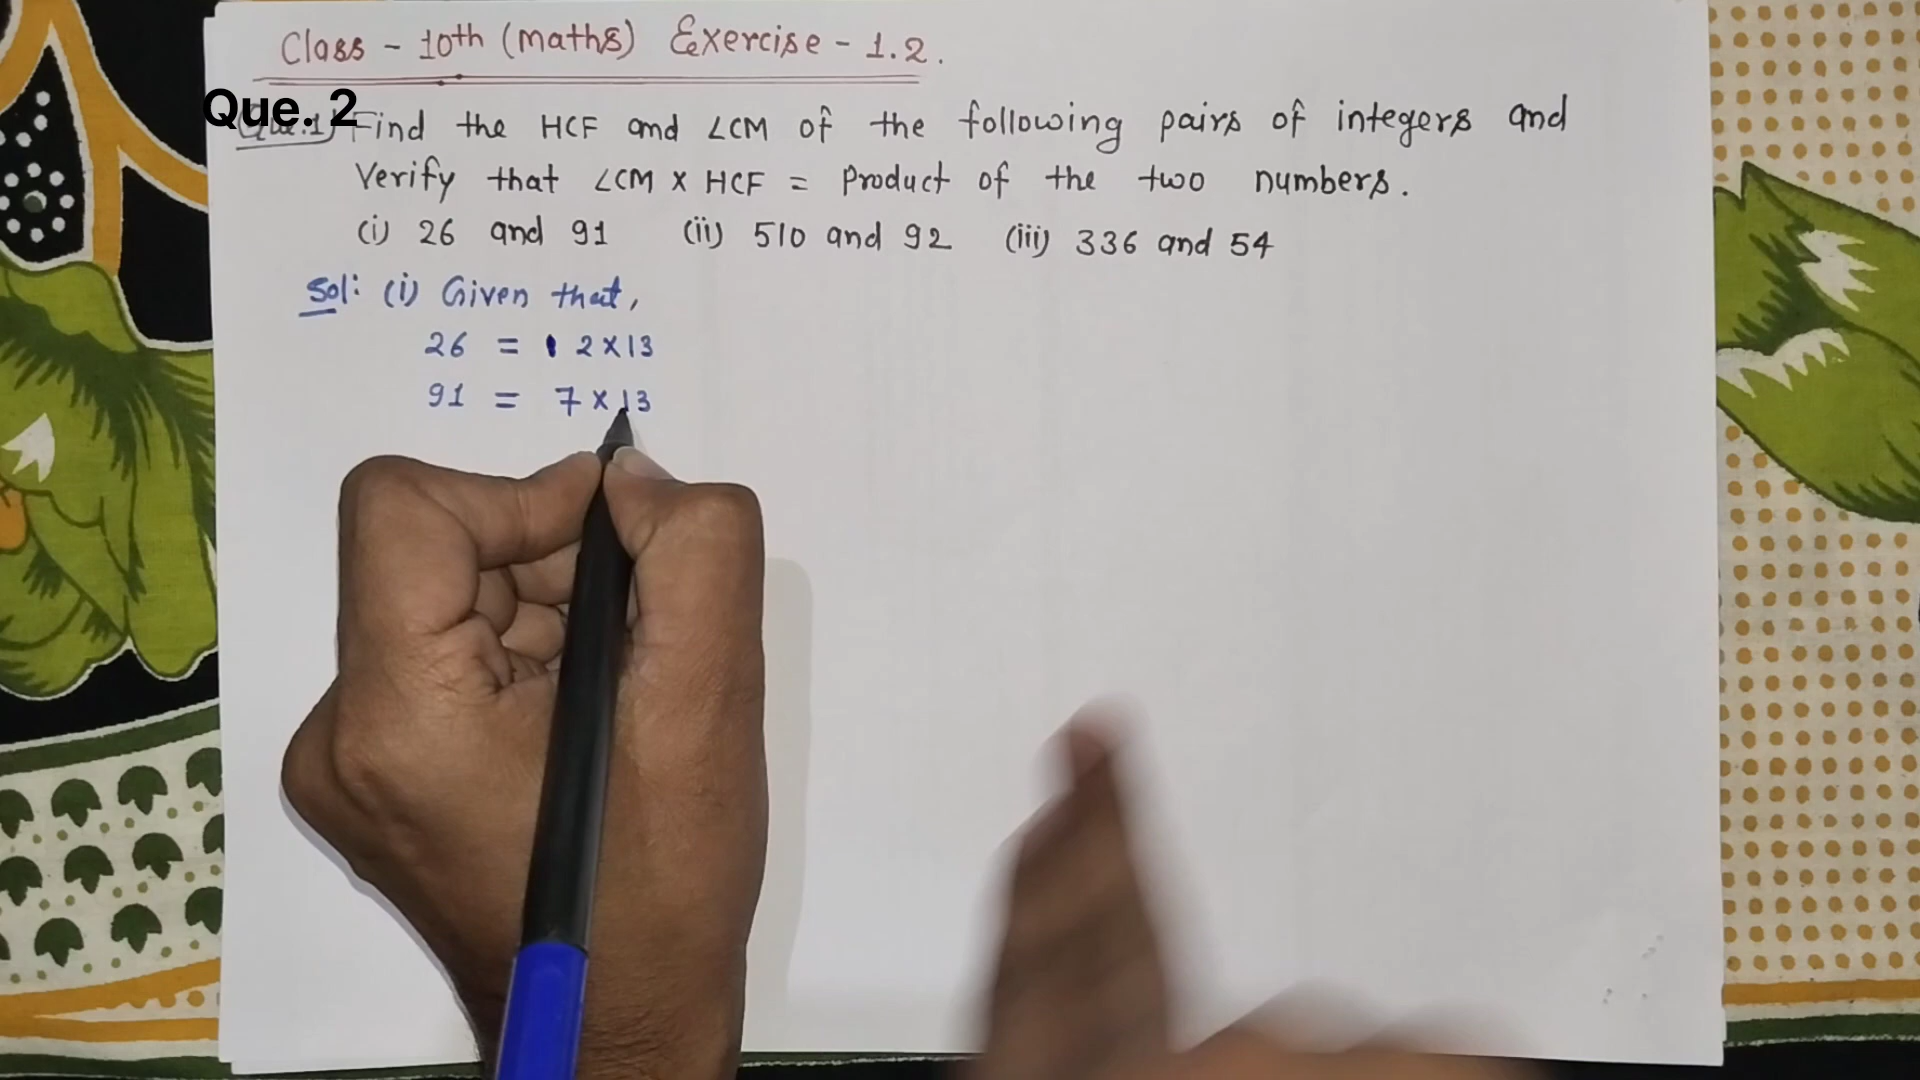 Class - 10th (maths) Exercise - 1.2.
Que. 2
Que.1) Find the HCF and LCM of the following pairs of integers and
Verify that LCM x HCF = Product of the two numbers.
(i) 26 and 91 (ii) 510 and 92 (iii) 336 and 54
Sol: (i) Given that,
26 = 2×13
91 = 7×13